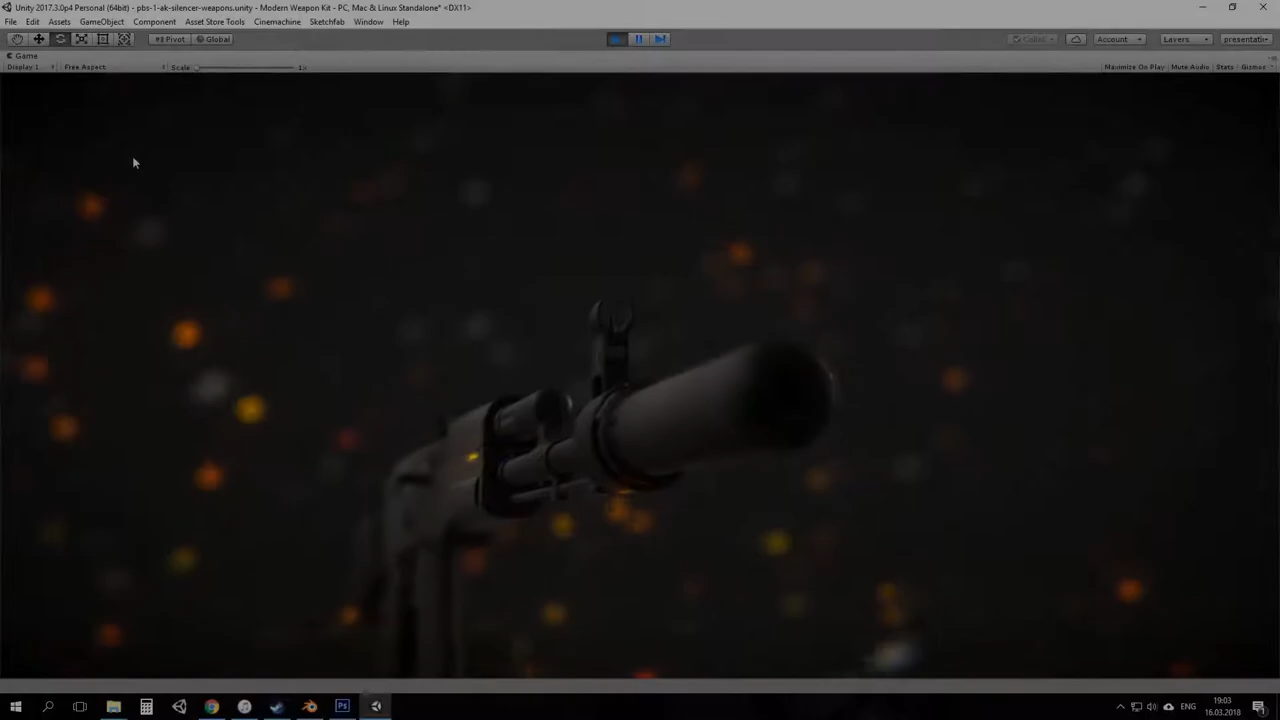 Unity 2017.3.0p4 Personal (64bit) - pbs-1-ak-silencer-weapons.unity - Modern Weapon Kit - PC, Mac & Linux Standalone* <DX11>
File Edit Assets GameObject Component Asset Store Tools Cinemachine Sketchfab Window Help
Pivot Global Collab Account Layers presentati
Game
Display 1 Free Aspect Scale 1x Maximize On Play Mute Audio Stats Gizmos
ENG 19:03
16.03.2018